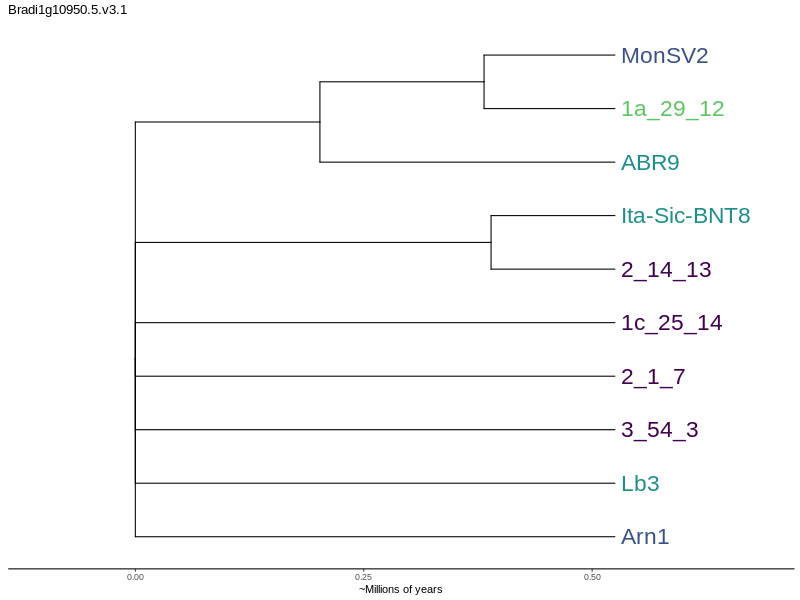 Bradi1g10950.5.v3.1
MonSV2
1a_29_12
ABR9
Ita-Sic-BNT8
2_14_13
1c_25_14
2_1_7
3_54_3
Lb3
Arn1
0.00 0.25 0.50
~Millions of years